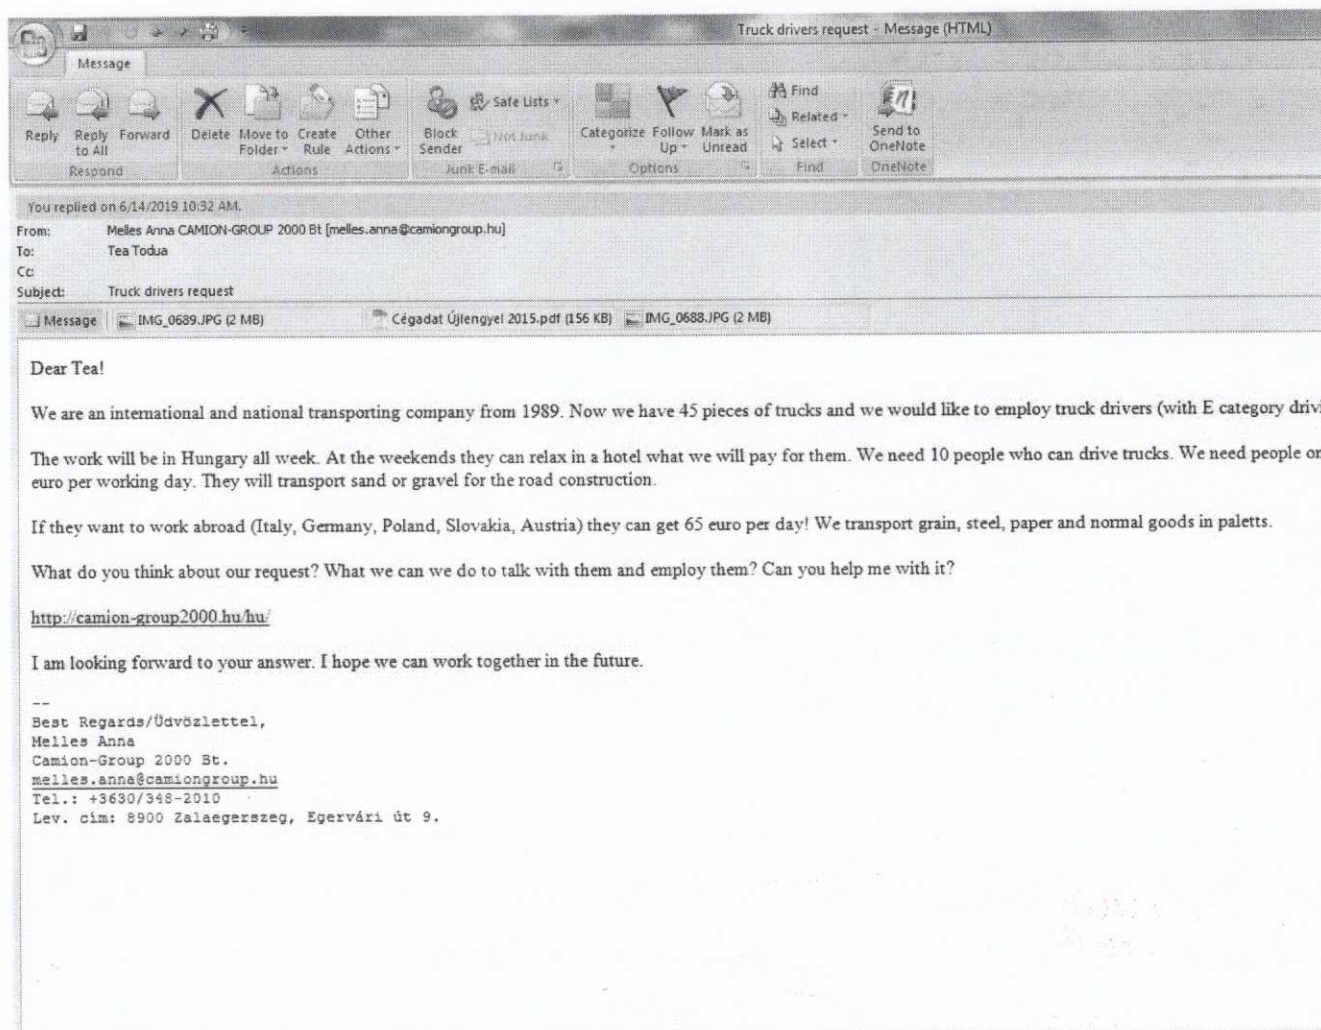 Truck drivers request - Message (HTML)
Message
Reply Reply to All Forward
Respond
Delete Move to Folder Create Rule Other Actions
Actions
Block Sender Safe Lists Not Junk
Junk E-mail
Categorize Follow Up Mark as Unread
Options
Find Related Select
Find
Send to OneNote
OneNote
You replied on 6/14/2019 10:32 AM.
From: Melles Anna CAMION-GROUP 2000 Bt [melles.anna@camiongroup.hu]
To: Tea Todua
Cc:
Subject: Truck drivers request
Message IMG_0689.JPG (2 MB) Cégadat Újlengyel 2015.pdf (156 KB) IMG_0688.JPG (2 MB)
Dear Tea!
We are an international and national transporting company from 1989. Now we have 45 pieces of trucks and we would like to employ truck drivers (with E category
The work will be in Hungary all week. At the weekends they can relax in a hotel what we will pay for them. We need 10 people who can drive trucks. We need people
euro per working day. They will transport sand or gravel for the road construction.
If they want to work abroad (Italy, Germany, Poland, Slovakia, Austria) they can get 65 euro per day! We transport grain, steel, paper and normal goods in paletts.
What do you think about our request? What we can we do to talk with them and employ them? Can you help me with it?
http://camion-group2000.hu/hu/
I am looking forward to your answer. I hope we can work together in the future.
--
Best Regards/Üdvözlettel,
Melles Anna
Camion-Group 2000 Bt.
melles.anna@camiongroup.hu
Tel.: +3630/348-2010
Lev. cím: 8900 Zalaegerszeg, Egervári út 9.